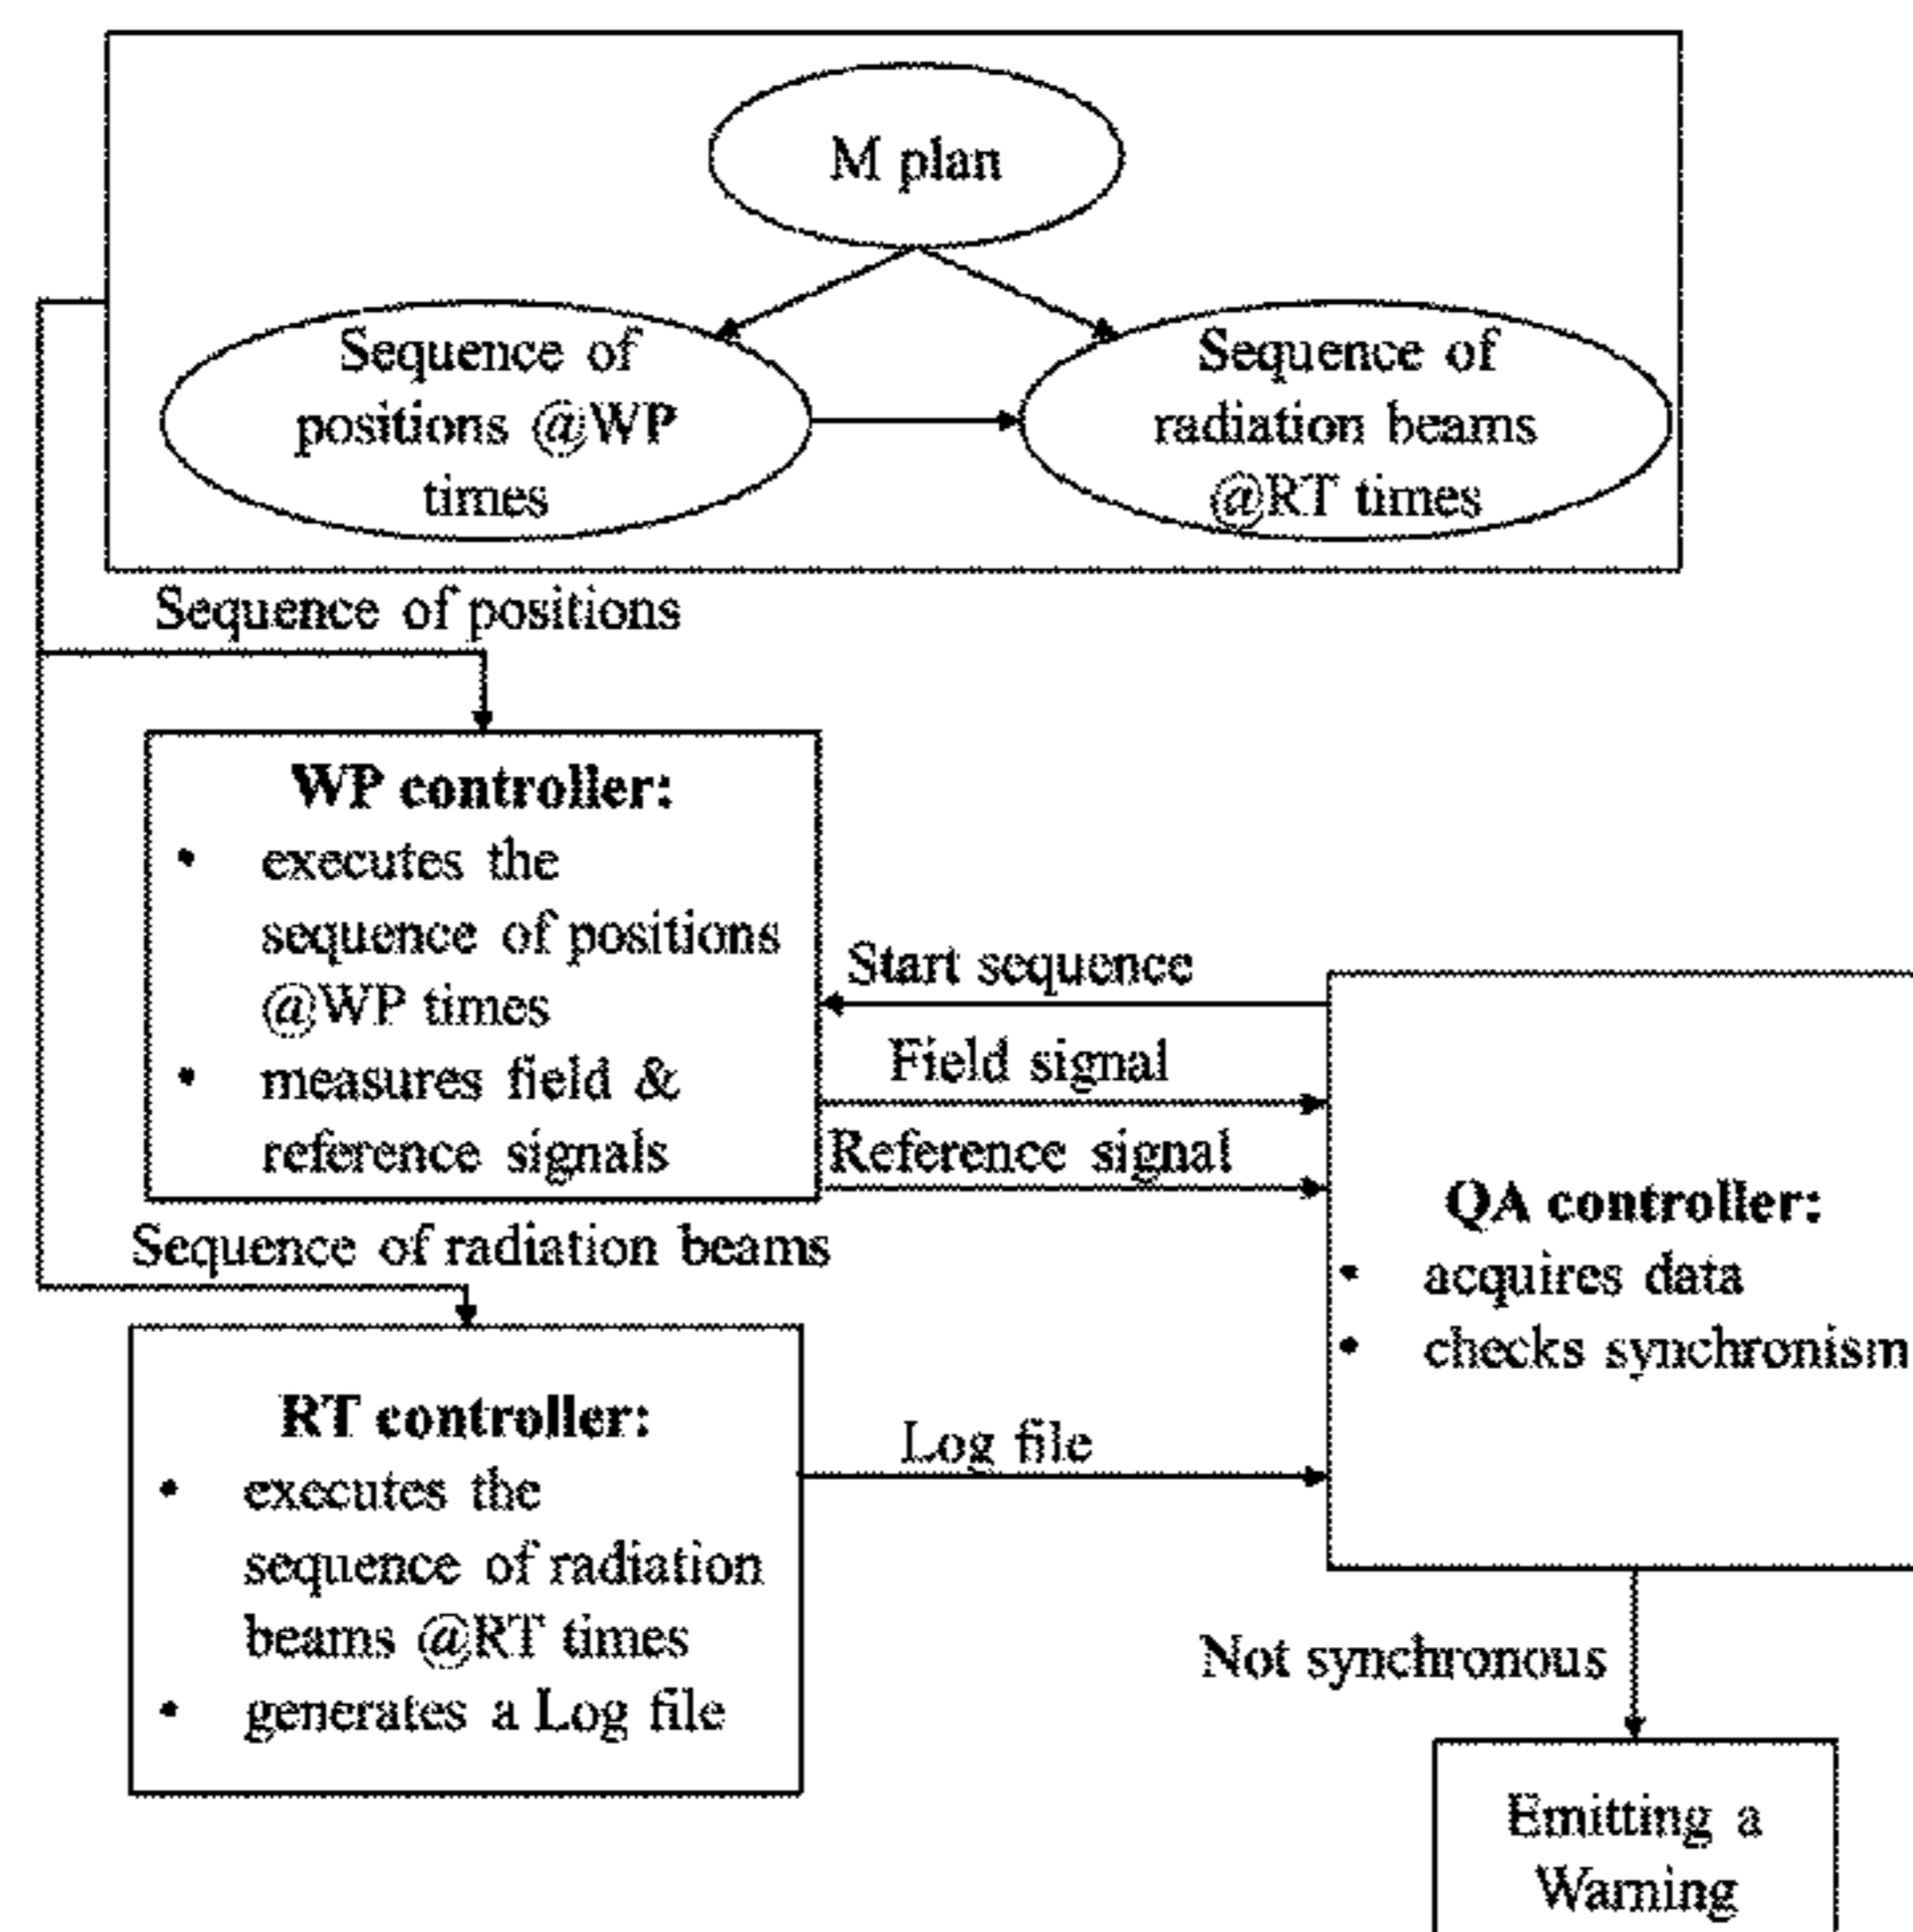 M plan
Sequence of
positions @WP
times
Sequence of
radiation beams
@RT times
Sequence of positions
WP controller:
• executes the
sequence of positions
@WP times
• measures field &
reference signals
Start sequence
Field signal
Reference signal
Sequence of radiation beams
QA controller:
• acquires data
• checks synchronism
RT controller:
• executes the
sequence of radiation
beams @RT times
• generates a Log file
Log file
Not synchronous
Emitting a
Warning